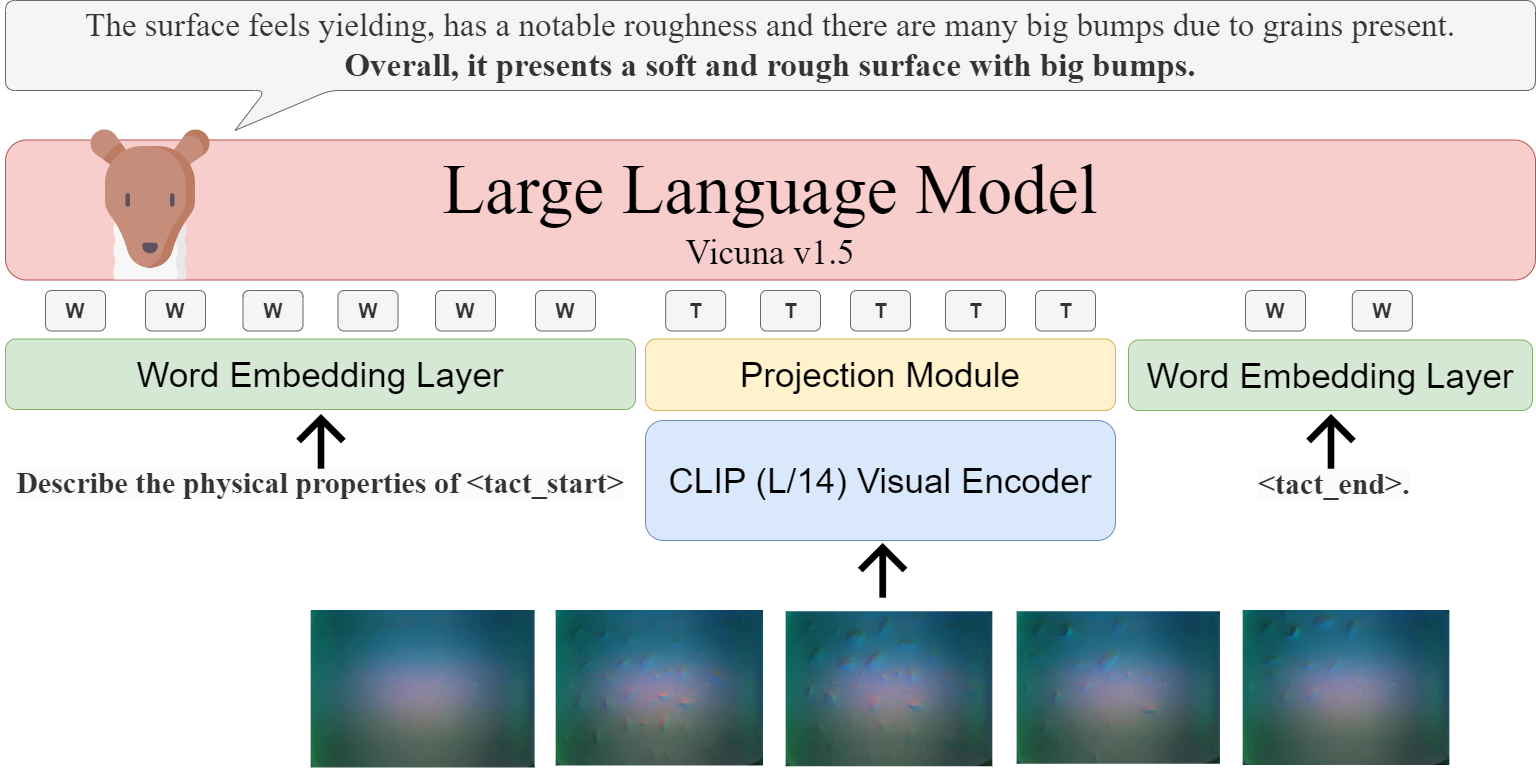 The surface feels yielding, has a notable roughness and there are many big bumps due to grains present.
Overall, it presents a soft and rough surface with big bumps.
Large Language Model
Vicuna v1.5
W W W W W W T T T T T W W
Word Embedding Layer
Projection Module
Word Embedding Layer
Describe the physical properties of <tact_start>
CLIP (L/14) Visual Encoder
<tact_end>.